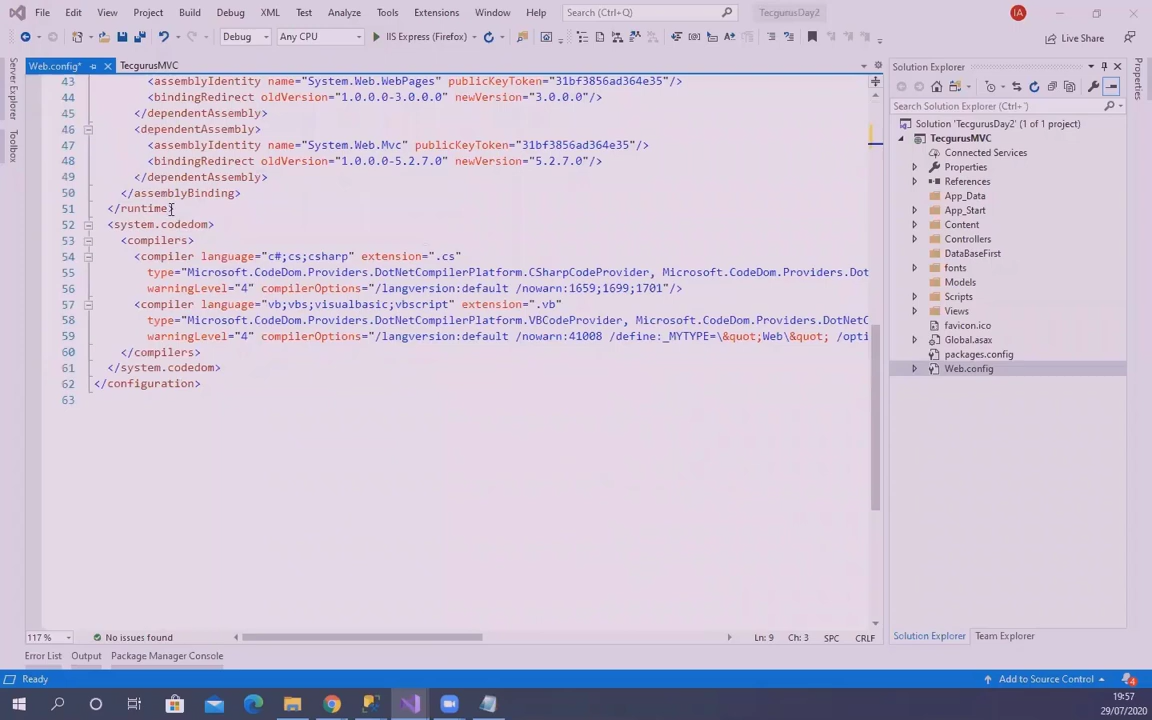 File Edit View Project Build Debug XML Test Analyze Tools Extensions Window Help Search (Ctrl+Q) TecgurusDay2 IA
Debug Any CPU IIS Express (Firefox) Live Share
Server Explorer
Toolbox
Web.config* TecgurusMVC
43 <assemblyIdentity name="System.Web.WebPages" publicKeyToken="31bf3856ad364e35"/>
44 <bindingRedirect oldVersion="1.0.0.0-3.0.0.0" newVersion="3.0.0.0"/>
45 </dependentAssembly>
46 <dependentAssembly>
47 <assemblyIdentity name="System.Web.Mvc" publicKeyToken="31bf3856ad364e35"/>
48 <bindingRedirect oldVersion="1.0.0.0-5.2.7.0" newVersion="5.2.7.0"/>
49 </dependentAssembly>
50 </assemblyBinding>
51 </runtime>
52 <system.codedom>
53 <compilers>
54 <compiler language="c#;cs;csharp" extension=".cs"
55 type="Microsoft.CodeDom.Providers.DotNetCompilerPlatform.CSharpCodeProvider, Microsoft.CodeDom.Providers.Dot
56 warningLevel="4" compilerOptions="/langversion:default /nowarn:1659;1699;1701"/>
57 <compiler language="vb;vbs;visualbasic;vbscript" extension=".vb"
58 type="Microsoft.CodeDom.Providers.DotNetCompilerPlatform.VBCodeProvider, Microsoft.CodeDom.Providers.DotNetC
59 warningLevel="4" compilerOptions="/langversion:default /nowarn:41008 /define:_MYTYPE=\&quot;Web\&quot; /opti
60 </compilers>
61 </system.codedom>
62 </configuration>
63
117 % No issues found Ln: 9 Ch: 3 SPC CRLF
Error List Output Package Manager Console
Ready Add to Source Control 4
Solution Explorer
Search Solution Explorer (Ctrl+')
Solution 'TecgurusDay2' (1 of 1 project)
TecgurusMVC
Connected Services
Properties
References
App_Data
App_Start
Content
Controllers
DataBaseFirst
fonts
Models
Scripts
Views
favicon.ico
Global.asax
packages.config
Web.config
Solution Explorer Team Explorer
Properties
19:57
29/07/2020